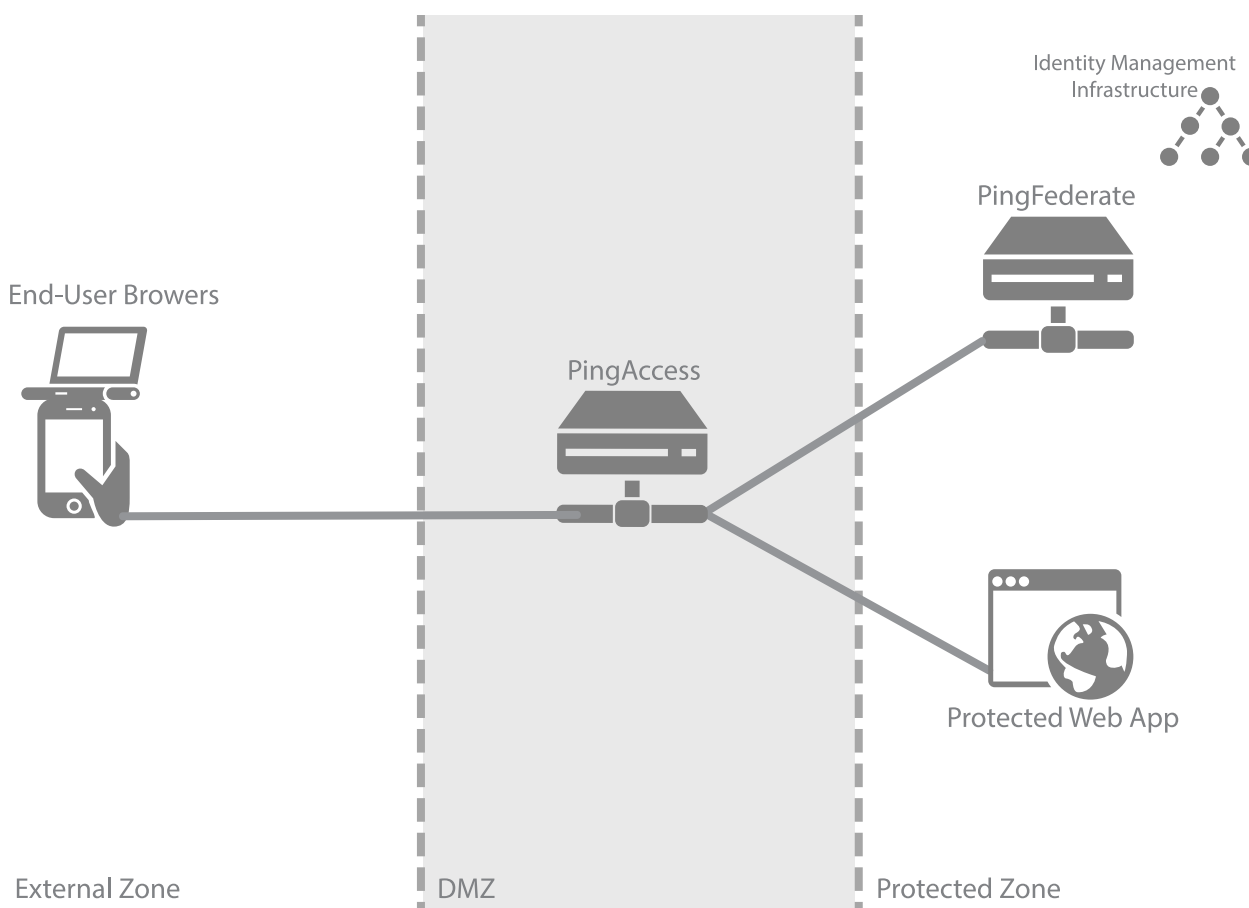 Identity Management
Infrastructure
PingFederate
End-User Browers
PingAccess
Protected Web App
External Zone
DMZ
Protected Zone